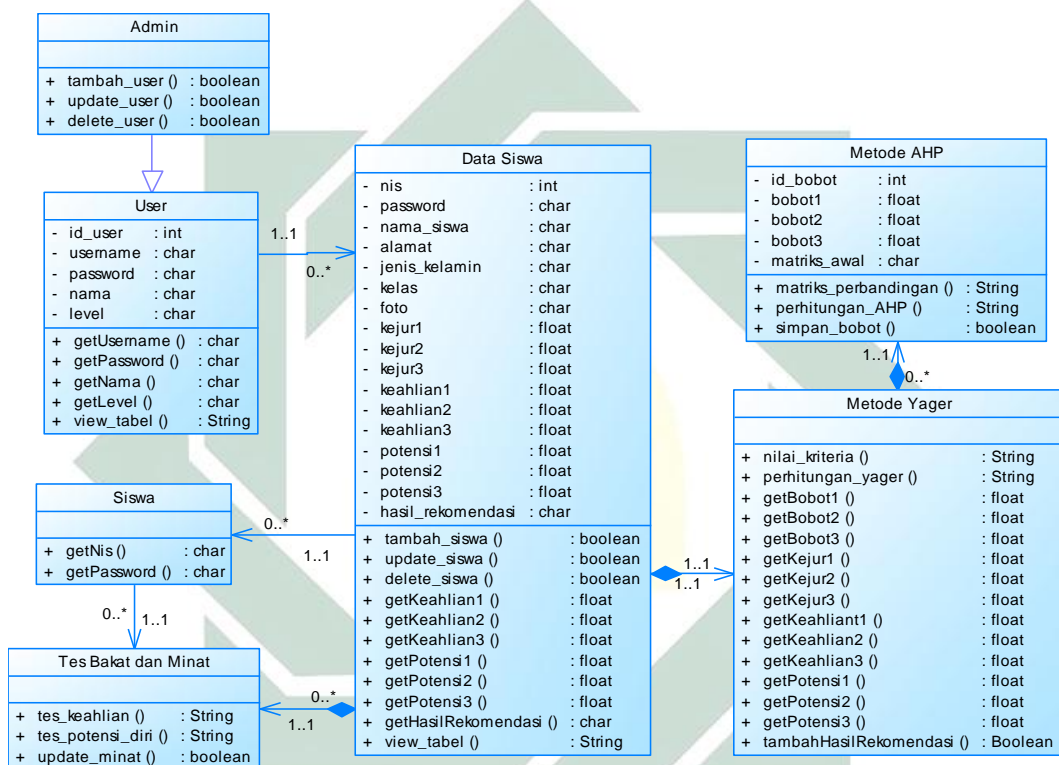 Admin
+ tambah_user () : boolean
+ update_user () : boolean
+ delete_user () : boolean
User
- id_user : int
- username : char
- password : char
- nama : char
- level : char
+ getUsername () : char
+ getPassword () : char
+ getNama () : char
+ getLevel () : char
+ view_tabel () : String
1..1
0..*
Data Siswa
- nis : int
- password : char
- nama_siswa : char
- alamat : char
- jenis_kelamin : char
- kelas : char
- foto : char
- kejur1 : float
- kejur2 : float
- kejur3 : float
- keahlian1 : float
- keahlian2 : float
- keahlian3 : float
- potensi1 : float
- potensi2 : float
- potensi3 : float
- hasil_rekomendasi : char
+ tambah_siswa () : boolean
+ update_siswa () : boolean
+ delete_siswa () : boolean
+ getKeahlian1 () : float
+ getKeahlian2 () : float
+ getKeahlian3 () : float
+ getPotensi1 () : float
+ getPotensi2 () : float
+ getPotensi3 () : float
+ getHasilRekomendasi () : char
+ view_tabel () : String
Metode AHP
- id_bobot : int
- bobot1 : float
- bobot2 : float
- bobot3 : float
- matriks_awal : char
+ matriks_perbandingan () : String
+ perhitungan_AHP () : String
+ simpan_bobot () : boolean
1..1
0..*
Metode Yager
+ nilai_kriteria () : String
+ perhitungan_yager () : String
+ getBobot1 () : float
+ getBobot2 () : float
+ getBobot3 () : float
+ getKejur1 () : float
+ getKejur2 () : float
+ getKejur3 () : float
+ getKeahliant1 () : float
+ getKeahlian2 () : float
+ getKeahlian3 () : float
+ getPotensi1 () : float
+ getPotensi2 () : float
+ getPotensi3 () : float
+ tambahHasilRekomendasi () : Boolean
1..1
1..1
Siswa
+ getNis () : char
+ getPassword () : char
0..*
1..1
0..*
1..1
Tes Bakat dan Minat
+ tes_keahlian () : String
+ tes_potensi_diri () : String
+ update_minat () : boolean
0..*
1..1